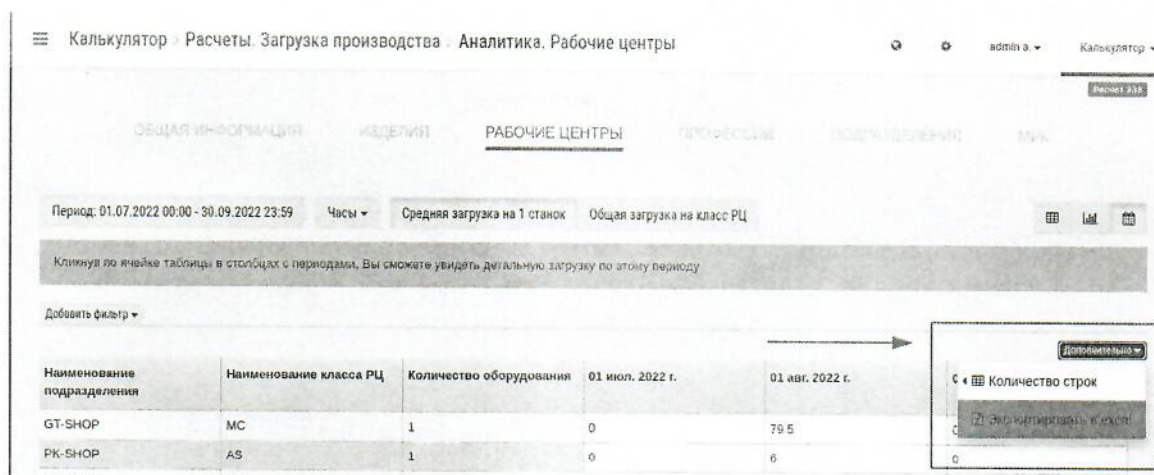 Калькулятор Расчеты. Загрузка производства Аналитика. Рабочие центры
admin a.
Калькулятор
Расчет 335
ОБЩАЯ ИНФОРМАЦИЯ ИЗДЕЛИЯ РАБОЧИЕ ЦЕНТРЫ ПРОФЕССИИ ПОДРАЗДЕЛЕНИЯ
Период: 01.07.2022 00:00 - 30.09.2022 23:59 Часы Средняя загрузка на 1 станок Общая загрузка на класс РЦ
Кликнув по ячейке таблицы в столбцах с периодами, Вы сможете увидеть детальную загрузку по этому периоду
Добавить фильтр
Дополнительно
Наименование подразделения Наименование класса РЦ Количество оборудования 01 июл. 2022 г. 01 авг. 2022 г.
Количество строк
Экспортировать в excel
GT-SHOP MC 1 0 79.5 0
PK-SHOP AS 1 0 6 0